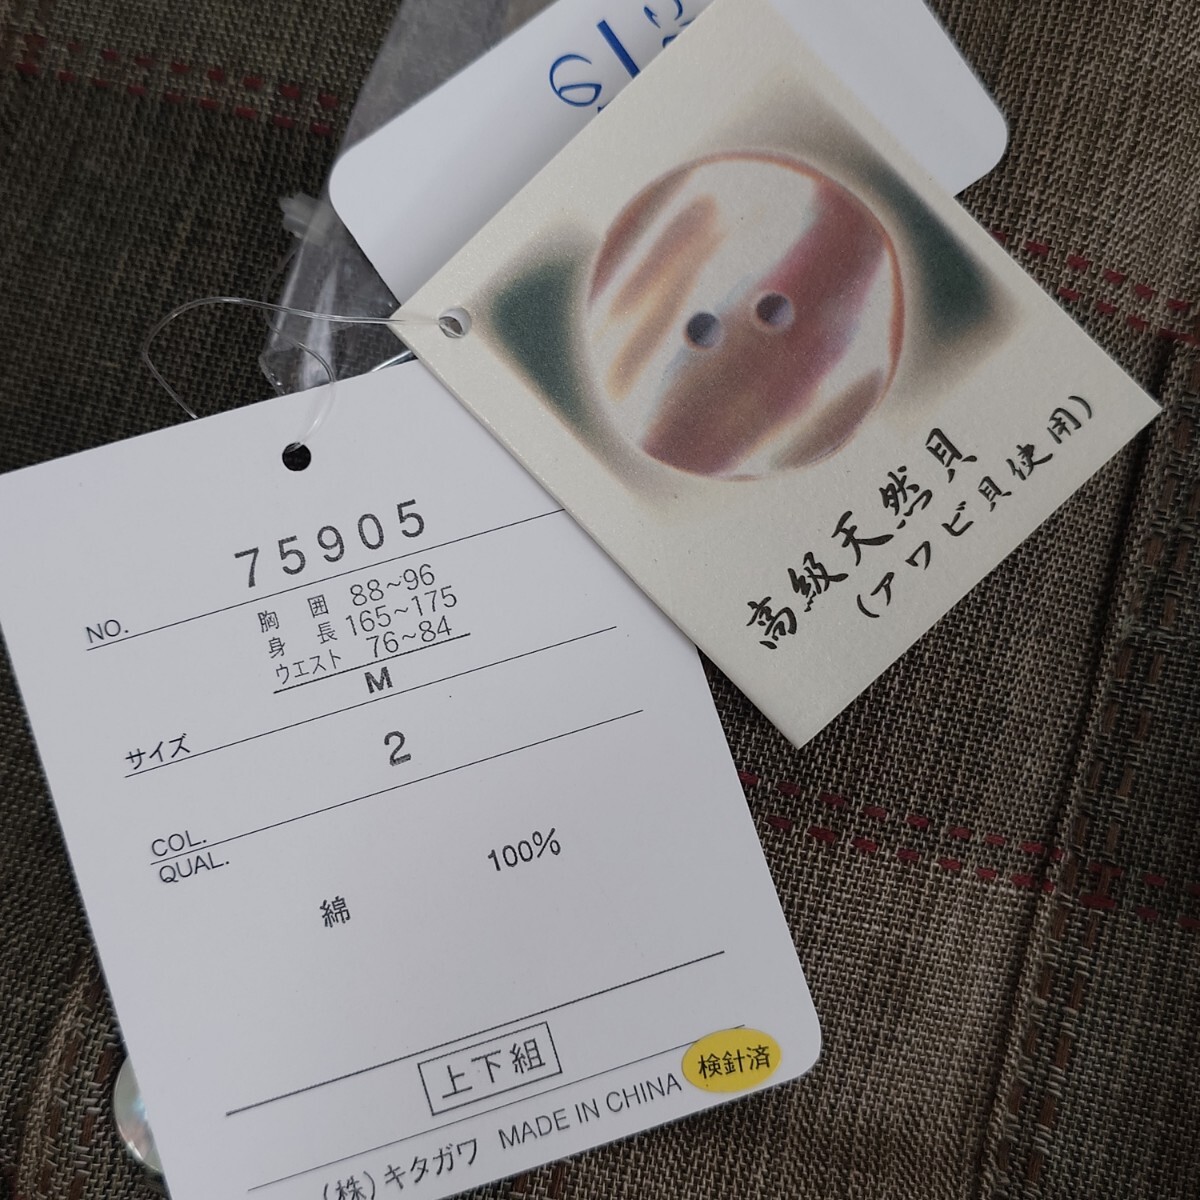 高級天然貝
(アワビ貝使用)
NO. 75905
胸囲 88~96
身長 165~175
ウエスト 76~84
サイズ M
COL. 2
QUAL.
綿 100%
上下組
検針済
(株)キタガワ MADE IN CHINA